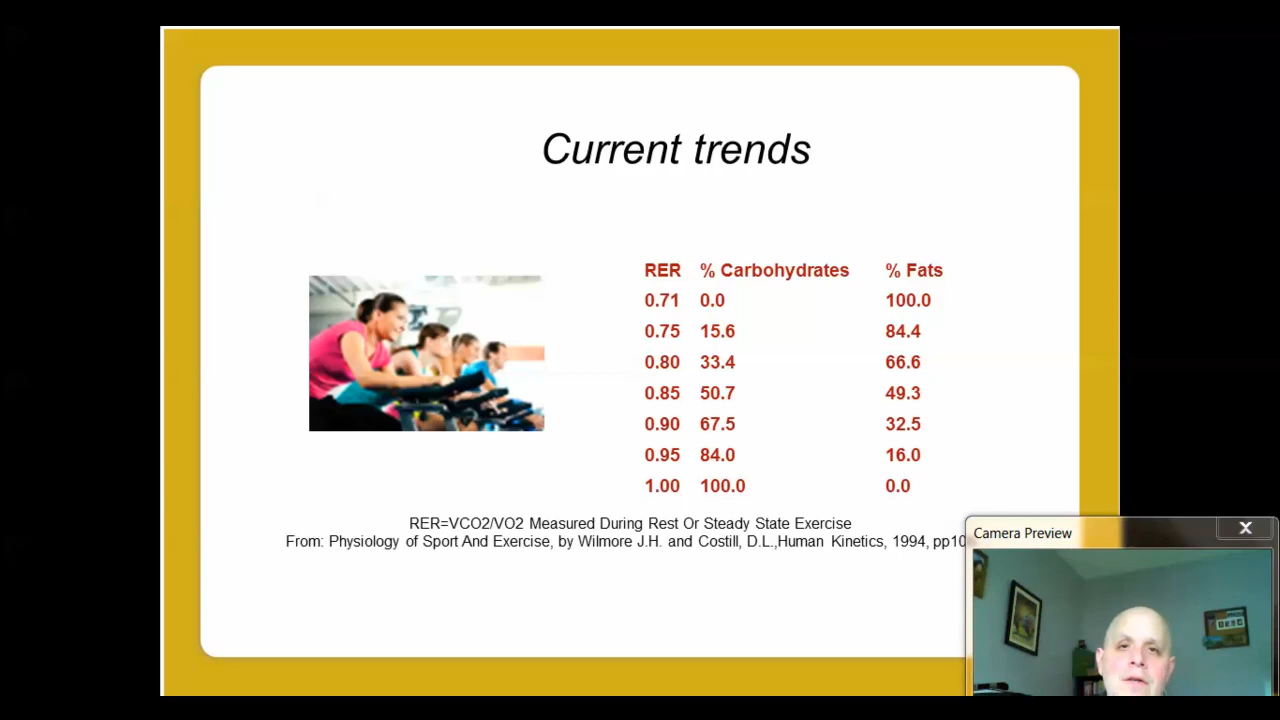 Current trends
RER % Carbohydrates % Fats
0.71 0.0 100.0
0.75 15.6 84.4
0.80 33.4 66.6
0.85 50.7 49.3
0.90 67.5 32.5
0.95 84.0 16.0
1.00 100.0 0.0
RER=VCO2/VO2 Measured During Rest Or Steady State Exercise
From: Physiology of Sport And Exercise, by Wilmore J.H. and Costill, D.L.,Human Kinetics, 1994, pp10
Camera Preview